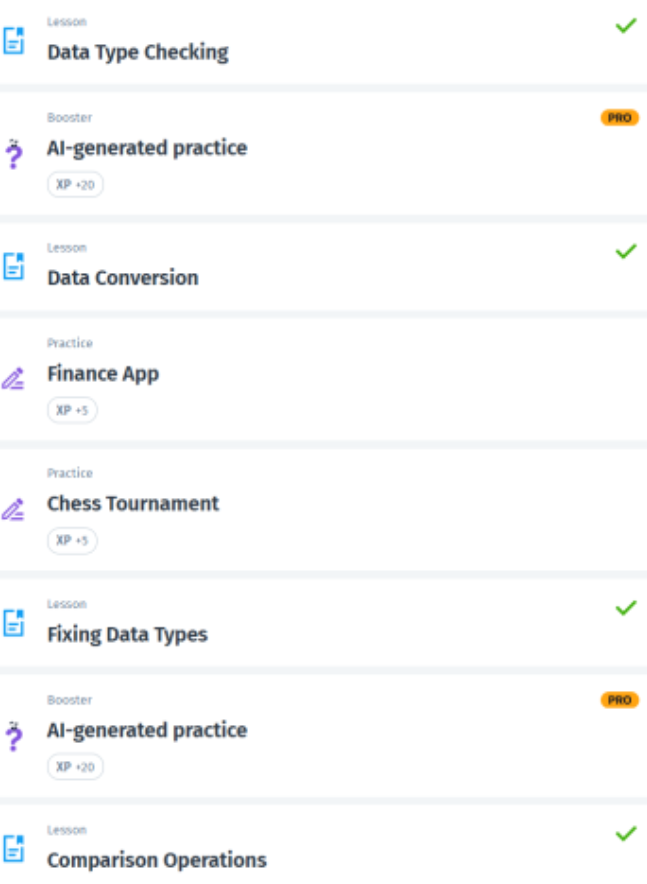 Lesson
Data Type Checking
Booster
PRO
AI-generated practice
XP +20
Lesson
Data Conversion
Practice
Finance App
XP +5
Practice
Chess Tournament
XP +5
Lesson
Fixing Data Types
Booster
PRO
AI-generated practice
XP +20
Lesson
Comparison Operations